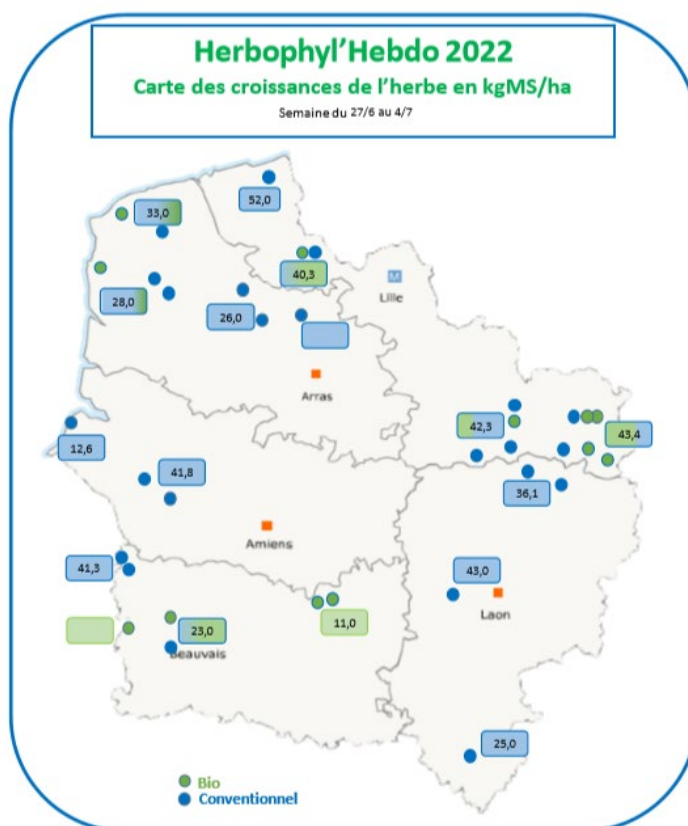 Herbophyl'Hebdo 2022
Carte des croissances de l'herbe en kgMS/ha
Semaine du 27/6 au 4/7
52,0
33,0
40,3
M
Lille
28,0
26,0
Arras
42,3
43,4
12,6
41,8
36,1
Amiens
41,3
43,0
Laon
11,0
23,0
Beauvais
25,0
Bio
Conventionnel